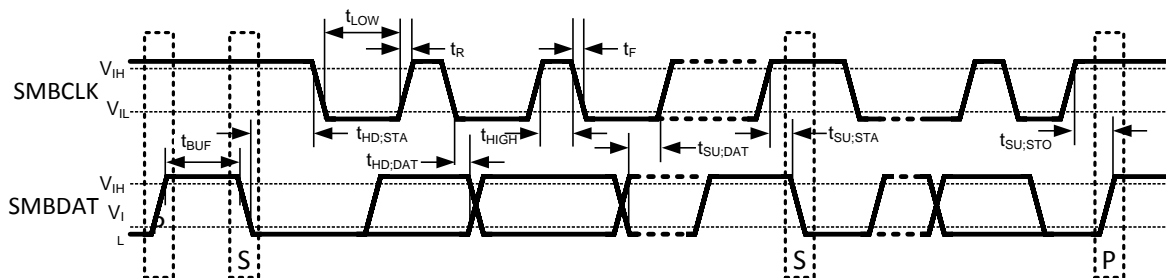 tLOW
tR
tF
VIH
SMBCLK
VIL
tBUF
tHD;STA
tHIGH
tSU;DAT
tSU;STA
tSU;STO
tHD;DAT
VIH
SMBDAT
VI
L
P
S
S
P